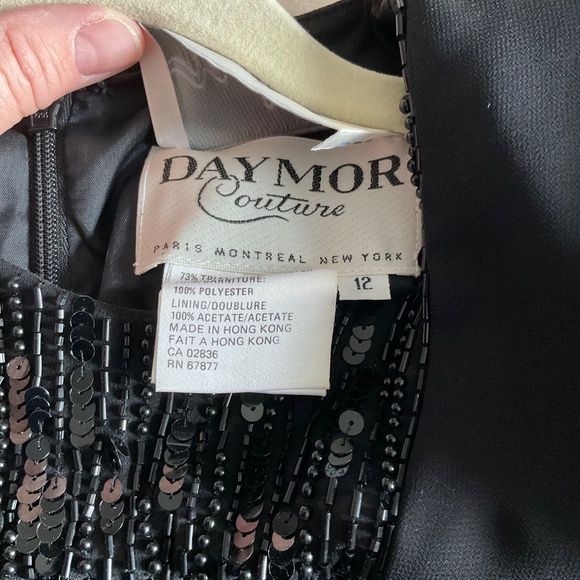 DAYMOR
Couture
PARIS MONTREAL NEW YORK
12
100% POLYESTER
LINING/DOUBLURE
100% ACETATE/ACETATE
MADE IN HONG KONG
FAIT A HONG KONG
CA 02836
RN 67877